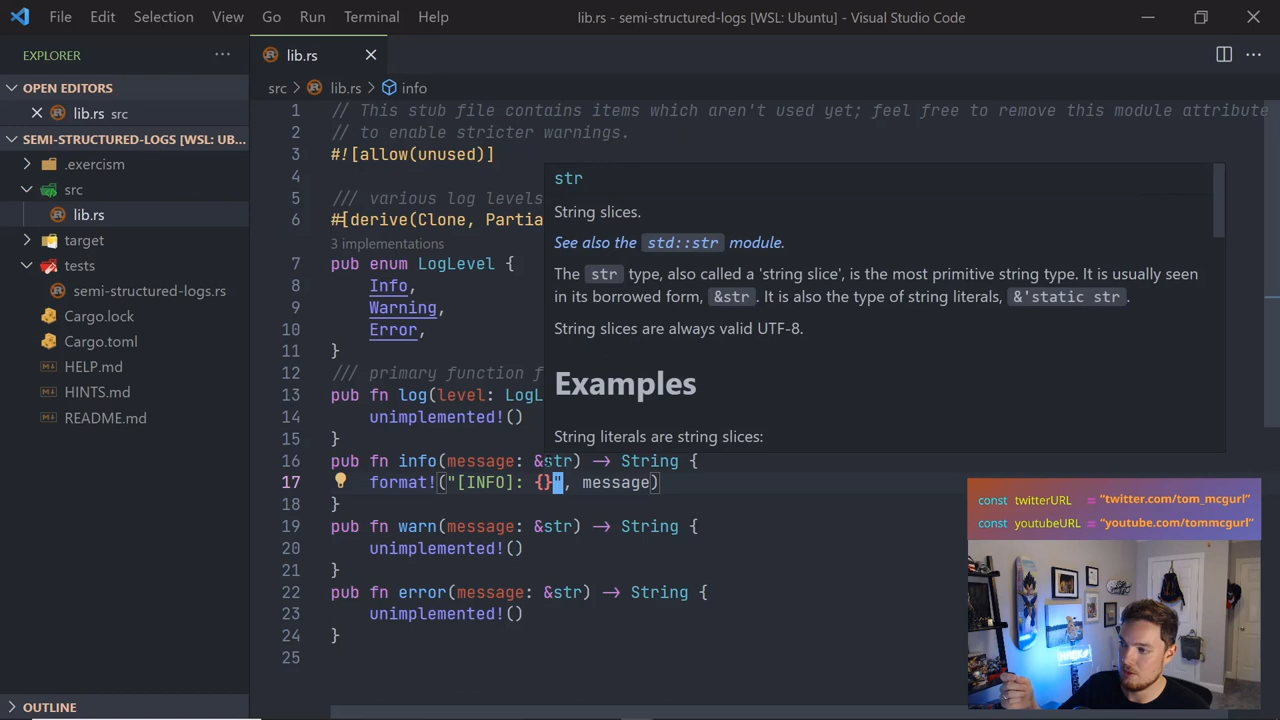 File Edit Selection View Go Run Terminal Help
lib.rs - semi-structured-logs [WSL: Ubuntu] - Visual Studio Code
EXPLORER
lib.rs
OPEN EDITORS
src > lib.rs > info
lib.rs src
SEMI-STRUCTURED-LOGS [WSL: UB...
.exercism
src
lib.rs
target
tests
semi-structured-logs.rs
Cargo.lock
Cargo.toml
HELP.md
HINTS.md
README.md
OUTLINE
1 // This stub file contains items which aren't used yet; feel free to remove this module attribute
2 // to enable stricter warnings.
3 #![allow(unused)]
4
5 /// various log levels
6 #[derive(Clone, Partia
3 implementations
7 pub enum LogLevel {
8 Info,
9 Warning,
10 Error,
11 }
12 /// primary function f
13 pub fn log(level: LogL
14 unimplemented!()
15 }
16 pub fn info(message: &str) → String {
17 format!("[INFO]: {}", message)
18 }
19 pub fn warn(message: &str) → String {
20 unimplemented!()
21 }
22 pub fn error(message: &str) → String {
23 unimplemented!()
24 }
25
str
String slices.
See also the std::str module.
The str type, also called a 'string slice', is the most primitive string type. It is usually seen
in its borrowed form, &str. It is also the type of string literals, &'static str.
String slices are always valid UTF-8.
Examples
String literals are string slices:
const twitterURL = "twitter.com/tom_mcgurl"
const youtubeURL = "youtube.com/tommcgurl"